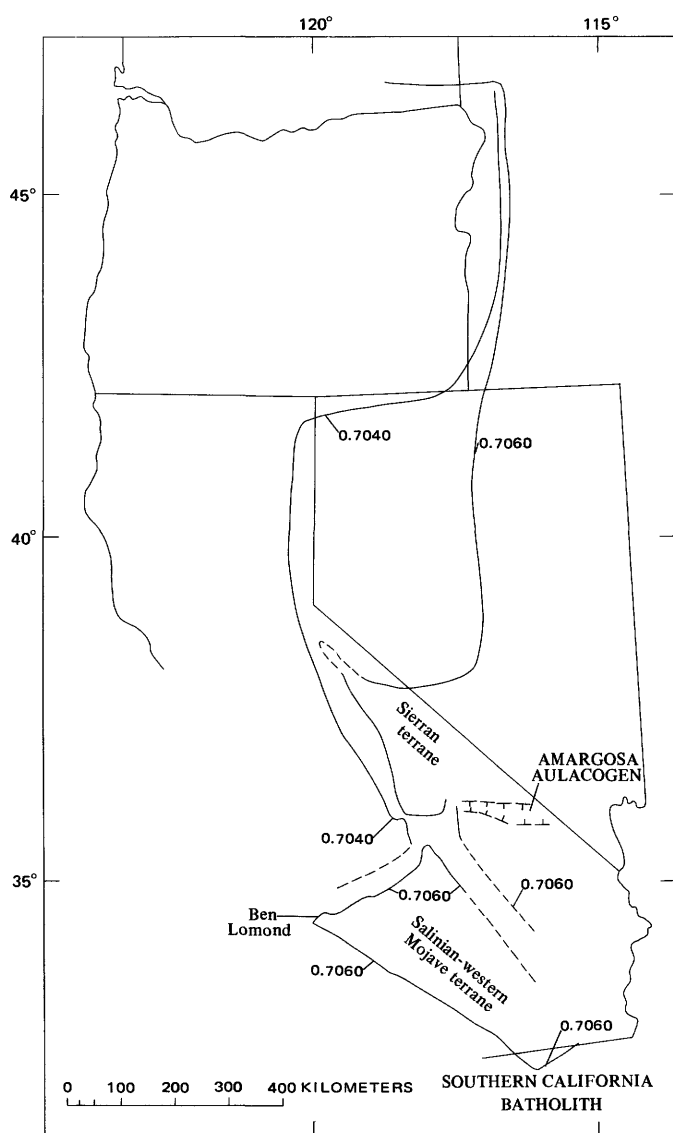 120° 115°
45°
0.7040
0.7060
40°
Sierran
terrane
AMARGOSA
AULACOGEN
0.7040
35°
0.7060
0.7060
Ben
Lomond
Salinian-western
Mojave terrane
0.7060
0.7060
0 100 200 300 400 KILOMETERS
SOUTHERN CALIFORNIA
BATHOLITH